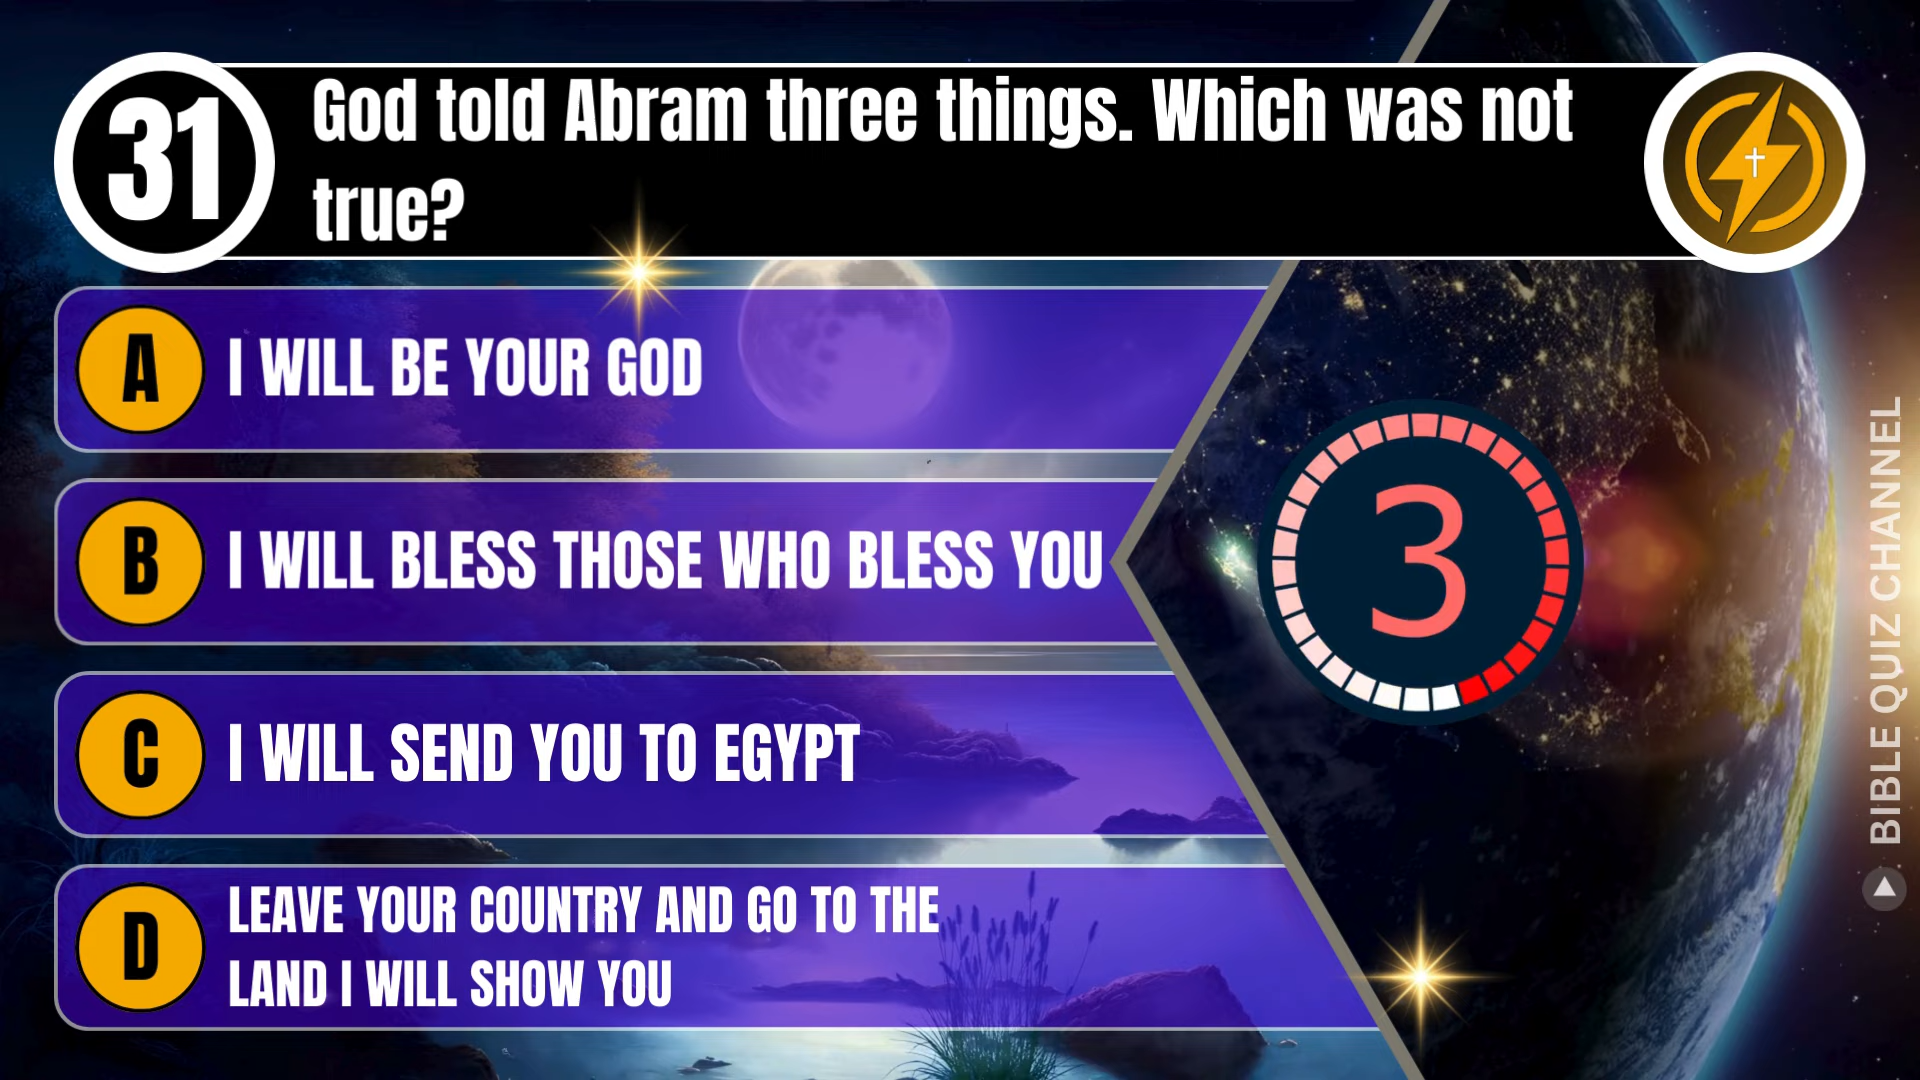 31
God told Abram three things. Which was not
true?
A
I WILL BE YOUR GOD
B
I WILL BLESS THOSE WHO BLESS YOU
C
I WILL SEND YOU TO EGYPT
D
LEAVE YOUR COUNTRY AND GO TO THE
LAND I WILL SHOW YOU
3
BIBLE QUIZ CHANNEL